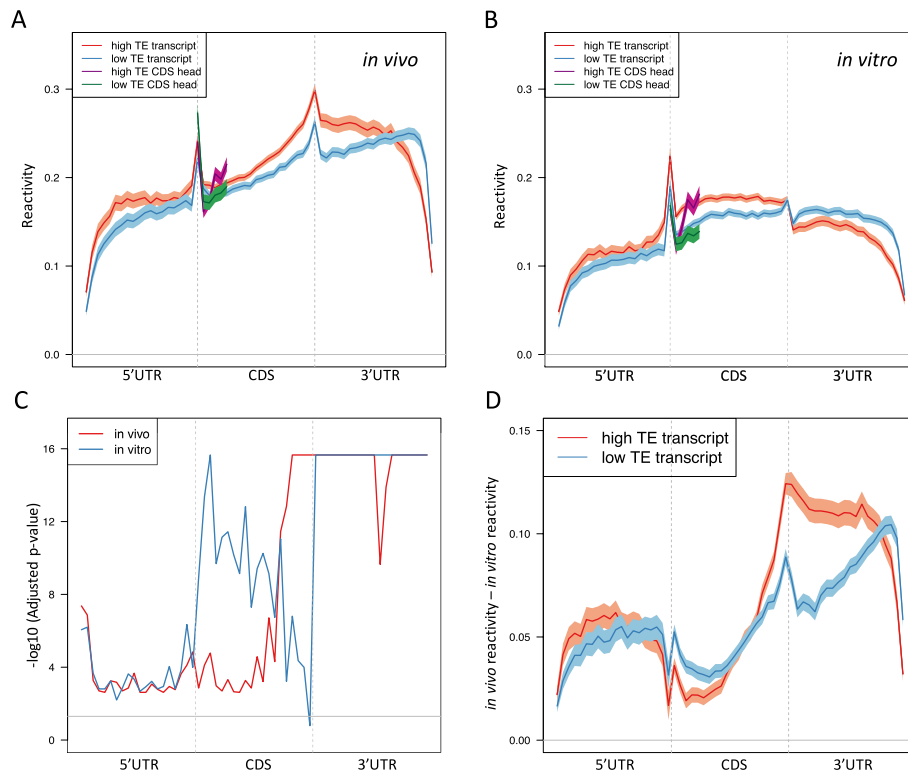 A
high TE transcript
low TE transcript
high TE CDS head
low TE CDS head
in vivo
Reactivity
0.3
0.2
0.1
0.0
5'UTR
CDS
3'UTR
B
high TE transcript
low TE transcript
high TE CDS head
low TE CDS head
in vitro
Reactivity
0.3
0.2
0.1
0.0
5'UTR
CDS
3'UTR
C
in vivo
in vitro
-log10 (Adjusted p-value)
16
12
8
4
0
5'UTR
CDS
3'UTR
D
high TE transcript
low TE transcript
in vivo reactivity – in vitro reactivity
0.15
0.10
0.05
0.00
5'UTR
CDS
3'UTR